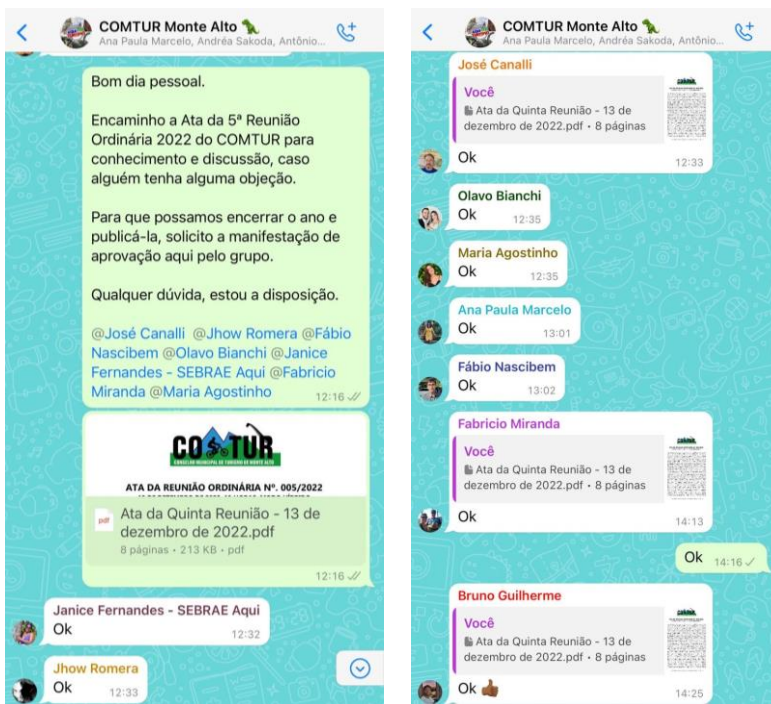 COMTUR Monte Alto 🦖
Ana Paula Marcelo, Andréa Sakoda, Antônio...
Bom dia pessoal.
Encaminho a Ata da 5ª Reunião
Ordinária 2022 do COMTUR para
conhecimento e discussão, caso
alguém tenha alguma objeção.
Para que possamos encerrar o ano e
publicá-la, solicito a manifestação de
aprovação aqui pelo grupo.
Qualquer dúvida, estou a disposição.
@José Canalli @Jhow Romera @Fábio
Nascibem @Olavo Bianchi @Janice
Fernandes - SEBRAE Aqui @Fabricio
Miranda @Maria Agostinho
12:16
COMTUR
CONSELHO MUNICIPAL DE TURISMO DE MONTE ALTO
ATA DA REUNIÃO ORDINÁRIA Nº. 005/2022
pdf
Ata da Quinta Reunião - 13 de
dezembro de 2022.pdf
8 páginas • 213 KB • pdf
12:16
Janice Fernandes - SEBRAE Aqui
Ok
12:32
Jhow Romera
Ok
12:33
COMTUR Monte Alto 🦖
Ana Paula Marcelo, Andréa Sakoda, Antônio...
José Canalli
Você
Ata da Quinta Reunião - 13 de
dezembro de 2022.pdf • 8 páginas
Ok
12:33
Olavo Bianchi
Ok
12:35
Maria Agostinho
Ok
12:35
Ana Paula Marcelo
Ok
13:01
Fábio Nascibem
Ok
13:02
Fabricio Miranda
Você
Ata da Quinta Reunião - 13 de
dezembro de 2022.pdf • 8 páginas
Ok
14:13
Ok
14:16
Bruno Guilherme
Você
Ata da Quinta Reunião - 13 de
dezembro de 2022.pdf • 8 páginas
Ok 👍🏾
14:25